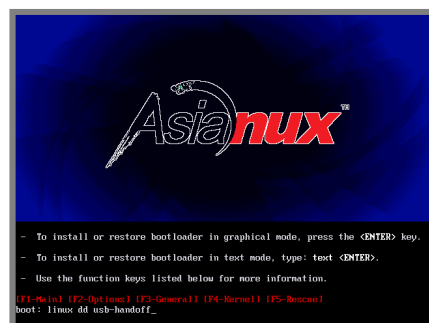 Asianux™
- To install or restore bootloader in graphical mode, press the <ENTER> key.
- To install or restore bootloader in text mode, type: text <ENTER>.
- Use the function keys listed below for more information.
[F1-Main] [F2-Options] [F3-General] [F4-Kernel] [F5-Rescue]
boot: linux dd usb-handoff_